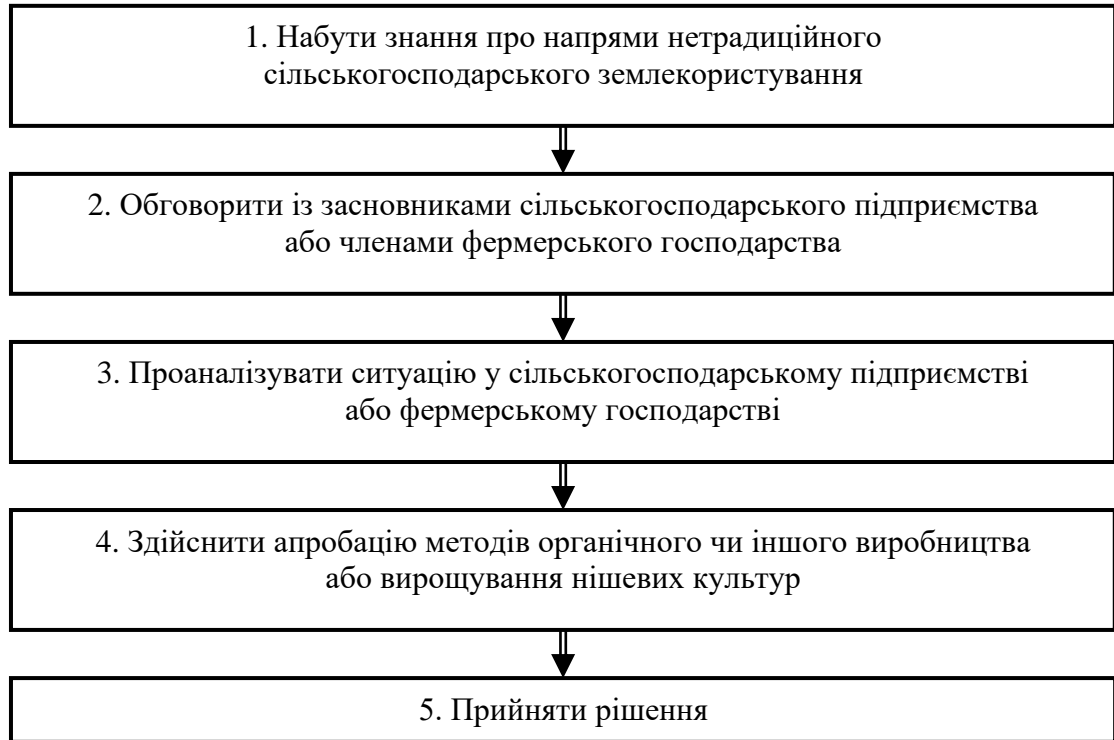 1. Набути знання про напрями нетрадиційного
сільськогосподарського землекористування
2. Обговорити із засновниками сільськогосподарського підприємства
або членами фермерського господарства
3. Проаналізувати ситуацію у сільськогосподарському підприємстві
або фермерському господарстві
4. Здійснити апробацію методів органічного чи іншого виробництва
або вирощування нішевих культур
5. Прийняти рішення